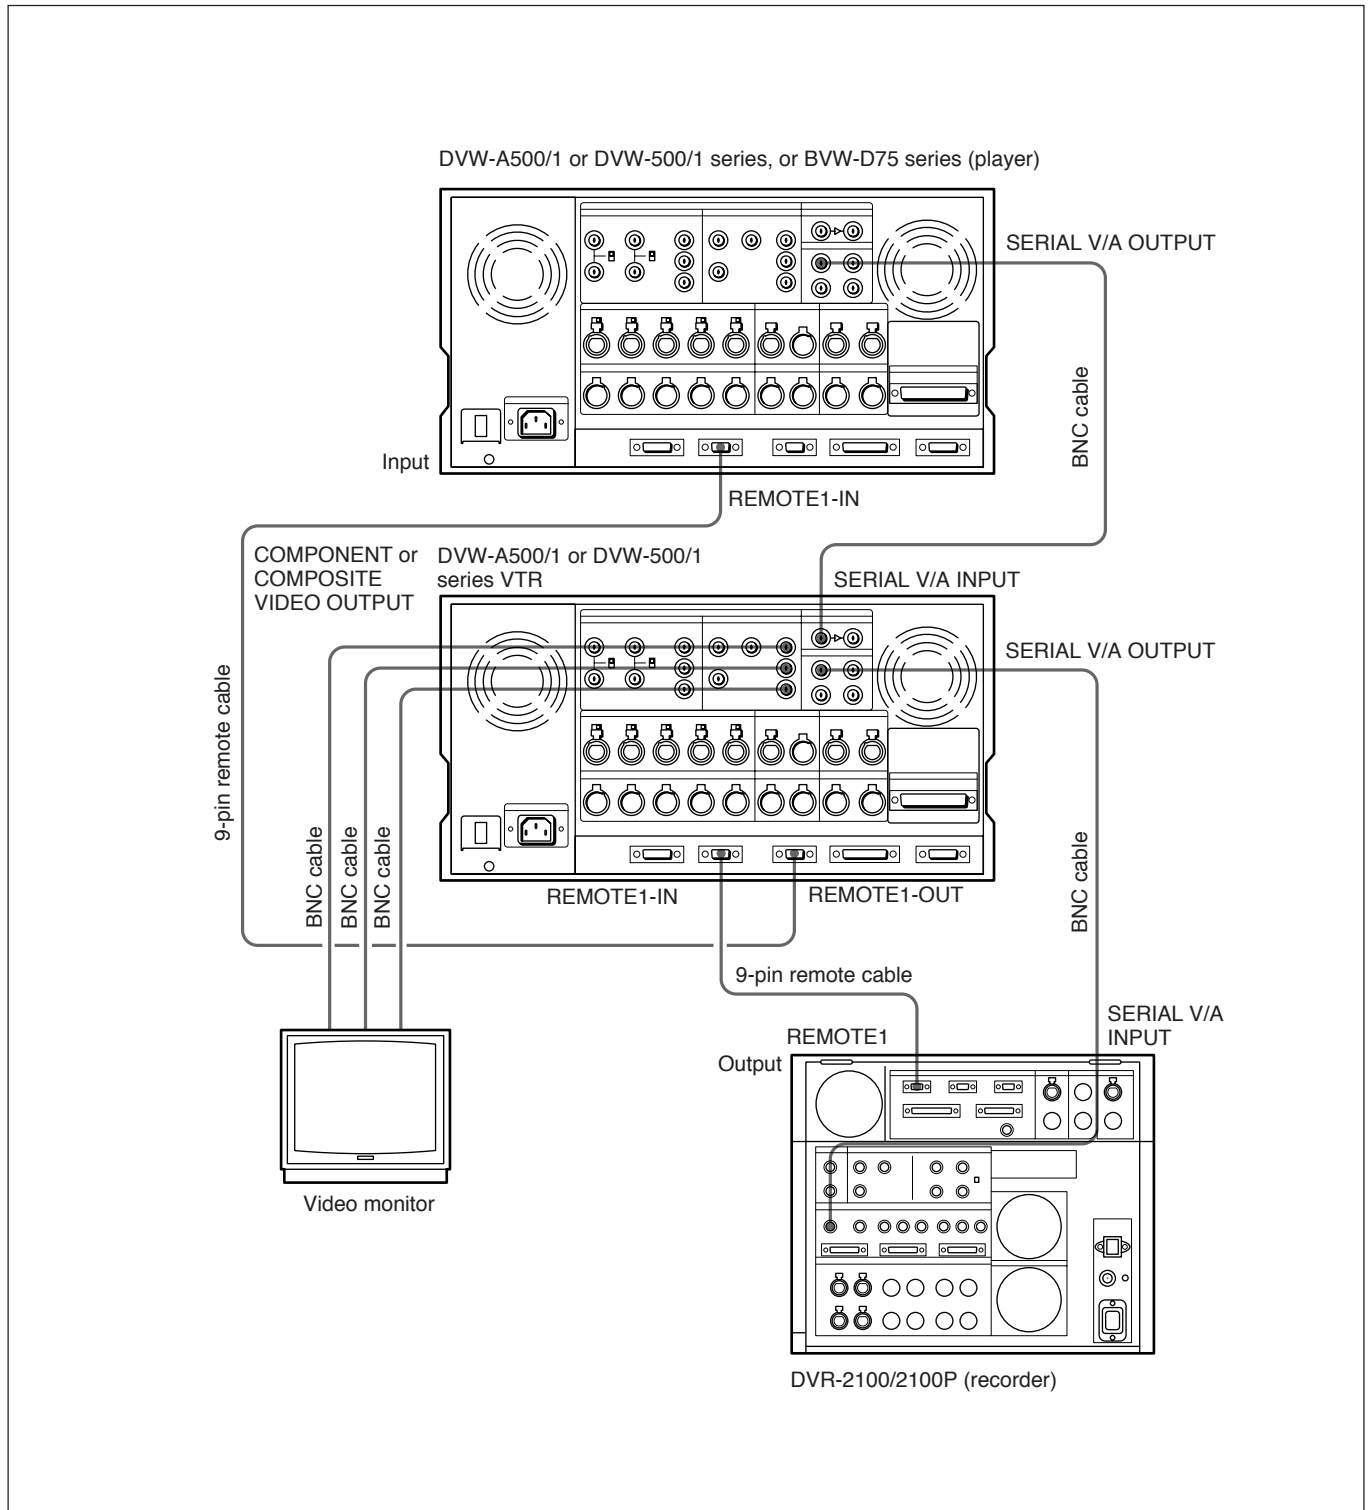 DVW-A500/1 or DVW-500/1 series, or BVW-D75 series (player)
SERIAL V/A OUTPUT
BNC cable
Input
REMOTE1-IN
COMPONENT or
COMPOSITE
VIDEO OUTPUT
DVW-A500/1 or DVW-500/1
series VTR
SERIAL V/A INPUT
SERIAL V/A OUTPUT
9-pin remote cable
BNC cable
BNC cable
BNC cable
REMOTE1-IN
REMOTE1-OUT
BNC cable
9-pin remote cable
SERIAL V/A
INPUT
REMOTE1
Output
Video monitor
DVR-2100/2100P (recorder)